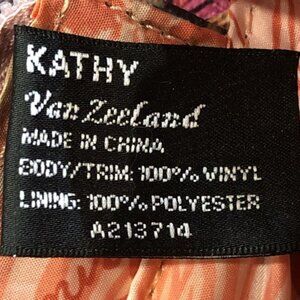 KATHY
Van Zeeland
MADE IN CHINA
BODY/TRIM: 100% VINYL
LINING: 100% POLYESTER
A213714